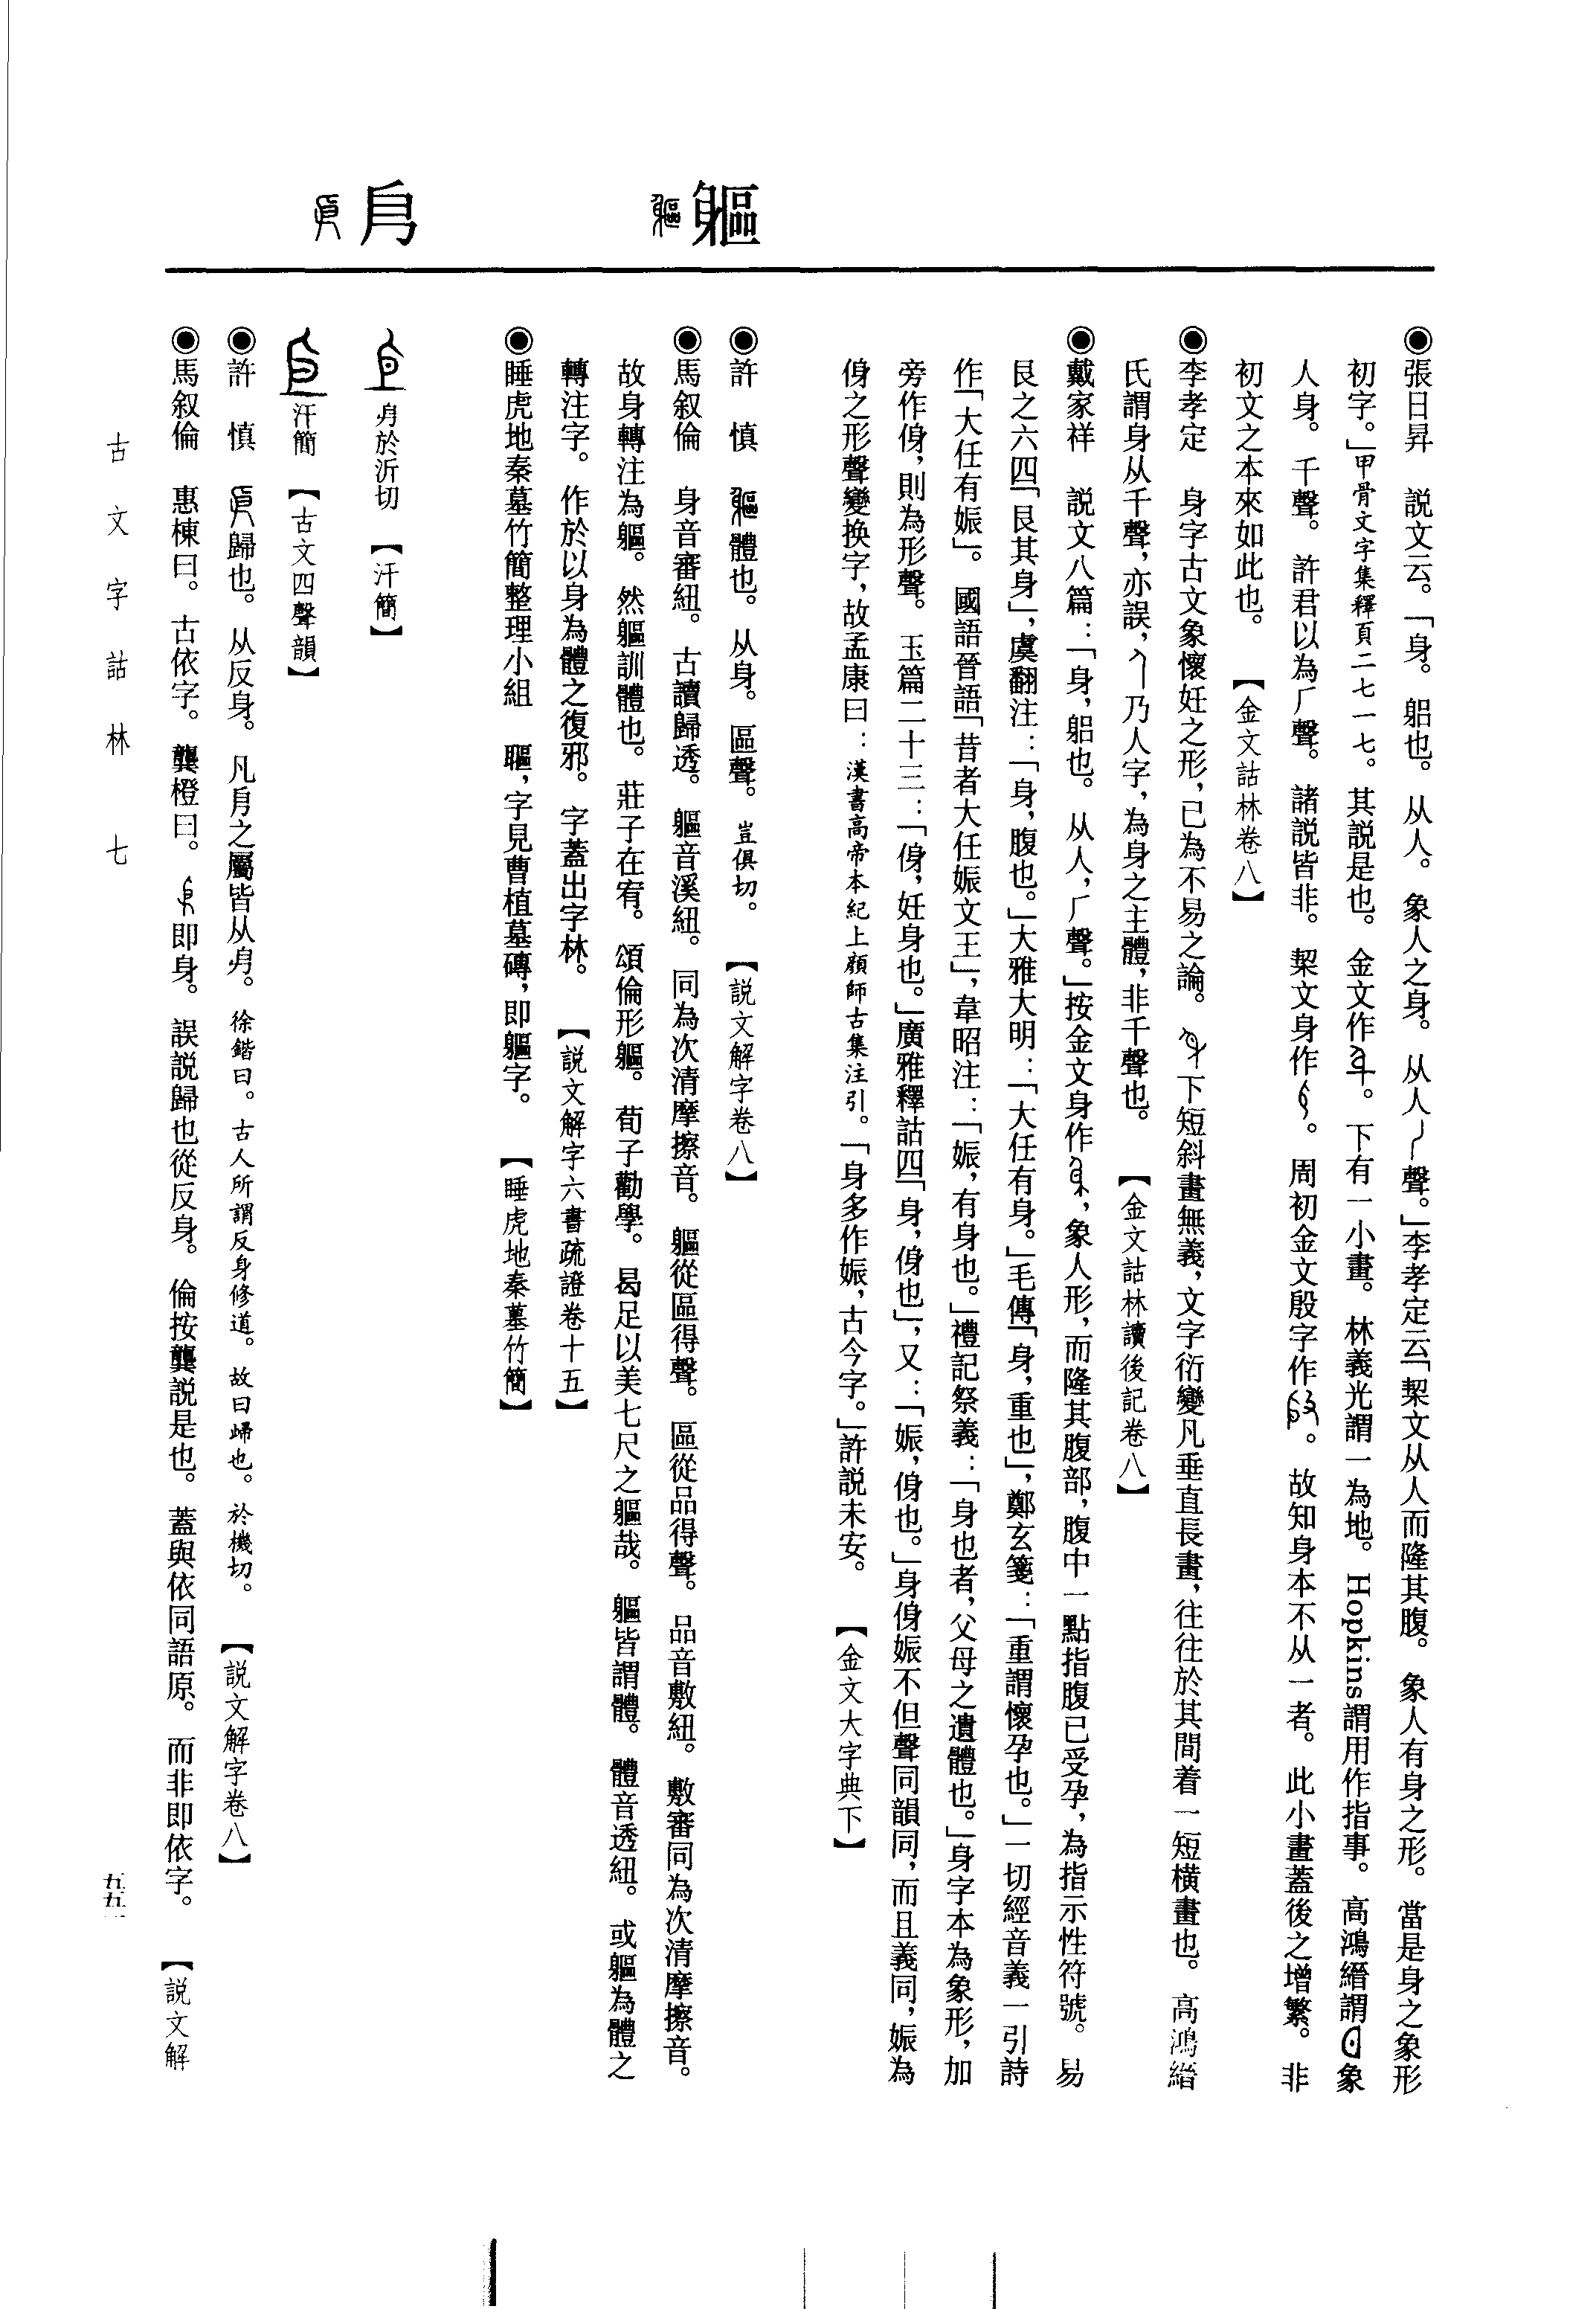 軀
㐆
◉張日昇　説文云。「身。躳也。从人。象人之身。从人聲。」李孝定云「栔文从人而隆其腹。象人有身之形。當是身之象形
初字。」甲骨文字集釋頁二七一七。其説是也。金文作。下有一小畫。林義光謂一為地。Hopkins謂用作指事。高鴻縉謂象
人身。千聲。許君以為厂聲。諸説皆非。栔文身作。周初金文殷字作。故知身本不从一者。此小畫蓋後之增繁。非
初文之本來如此也。【金文詁林卷八】
◉李孝定　身字古文象懷妊之形，已為不易之論。下短斜畫無義，文字衍變凡垂直長畫，往往於其間着一短橫畫也。高鴻縉
氏謂身从千聲，亦誤，乃人字，為身之主體，非千聲也。【金文詁林讀後記卷八】
◉戴家祥　説文八篇：「身，躳也。从人，厂聲。」按金文身作，象人形，而隆其腹部，腹中一點指腹已受孕，為指示性符號。易
艮之六四「艮其身」，虞翻注：「身，腹也。」大雅大明：「大任有身。」毛傳「身，重也」，鄭玄箋：「重謂懷孕也。」一切經音義一引詩
作「大任有娠」。國語晉語「昔者大任娠文王」，韋昭注：「娠，有身也。」禮記祭義：「身也者，父母之遺體也。」身字本為象形，加
旁作㑗，則為形聲。玉篇二十三：「㑗，妊身也。」廣雅釋詁四「身，㑗也」，又：「娠，㑗也。」身㑗娠不但聲同韻同，而且義同，娠為
㑗之形聲變换字，故孟康曰：漢書高帝本紀上顔師古集注引。「身多作娠，古今字。」許説未安。【金文大字典下】
◉許　慎　體也。从身。區聲。豈俱切。【説文解字卷八】
◉馬叙倫　身音審紐。古讀歸透。軀音溪紐。同為次清摩擦音。軀從區得聲。區從品得聲。品音敷紐。敷審同為次清摩擦音。
故身轉注為軀。然軀訓體也。莊子在宥。頌倫形軀。荀子勸學。曷足以美七尺之軀哉。軀皆謂體。體音透紐。或軀為體之
轉注字。作於以身為體之復邪。字蓋出字林。【説文解字六書疏證卷十五】
◉睡虎地秦墓竹簡整理小組　䏂，字見曹植墓磚，即軀字。【睡虎地秦墓竹簡】
㐆於沂切　【汗簡】
汗簡　【古文四聲韻】
◉許　慎　歸也。从反身。凡㐆之屬皆从㐆。徐鍇曰。古人所謂反身修道。故曰歸也。於機切。【説文解字卷八】
◉馬叙倫　惠棟曰。古依字。龔橙曰。即身。誤説歸也從反身。倫按龔説是也。蓋與依同語原。而非即依字。【説文解
古文字詁林　七